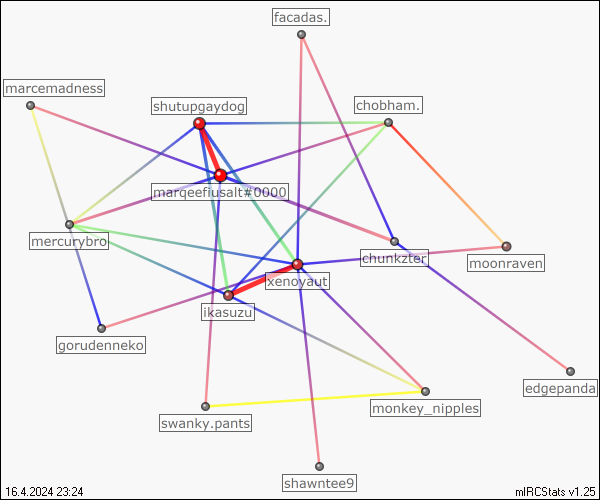 facadas.
marcemadness
shutupgaydog
chobham.
marqeefiusalt#0000
mercurybro
chunkzter
moonraven
xenoyaut
ikasuzu
gorudenneko
edgepanda
monkey_nipples
swanky.pants
shawntee9
16.4.2024 23:24
mIRCStats v1.25